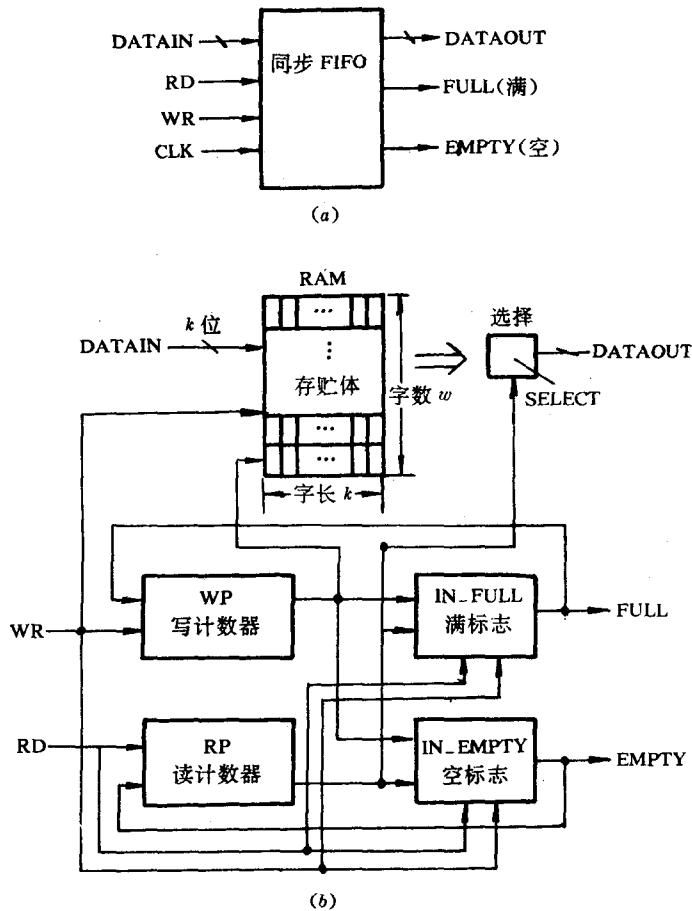 DATAIN
RD
WR
CLK
同步 FIFO
DATAOUT
FULL(满)
EMPTY(空)
(a)
RAM
k 位
DATAIN
...
⋮
存贮体
...
...
字数 w
字长 k
选择
DATAOUT
SELECT
WR
WP
写计数器
IN_FULL
满标志
FULL
RD
RP
读计数器
IN_EMPTY
空标志
EMPTY
(b)